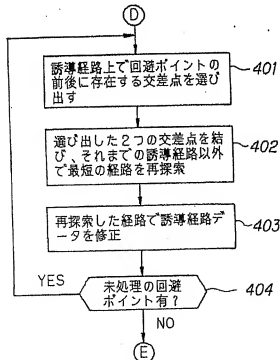 D
誘導経路上で回避ポイントの
前後に存在する交差点を選び
出す
401
選び出した2つの交差点を結
び、それまでの誘導経路以外
で最短の経路を再探索
402
再探索した経路で誘導経路デ
ータを修正
403
YES
未処理の回避
ポイント有?
404
NO
E